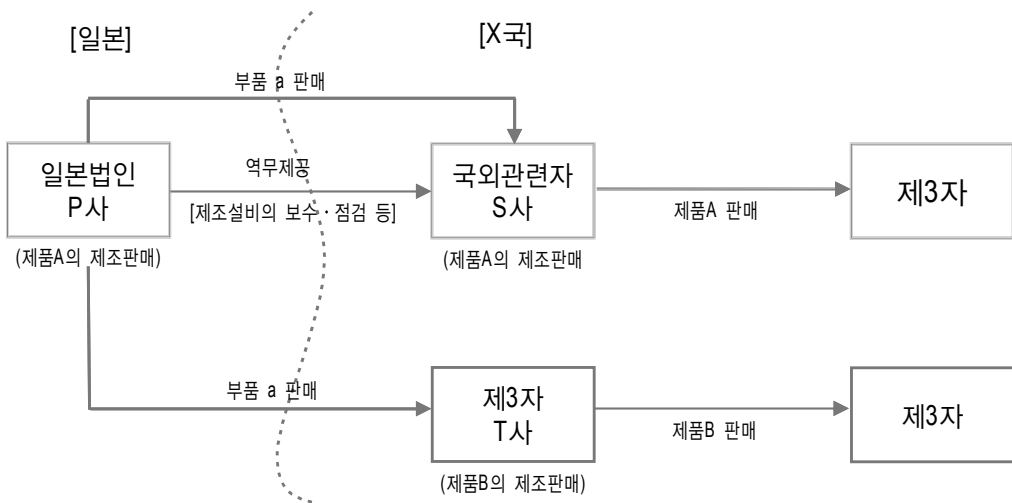 [일본]
[X국]
부품 a 판매
일본법인
P사
(제품A의 제조판매)
역무제공
[제조설비의 보수·점검 등]
국외관련자
S사
(제품A의 제조판매
제품A 판매
제3자
부품 a 판매
제3자
T사
(제품B의 제조판매)
제품B 판매
제3자